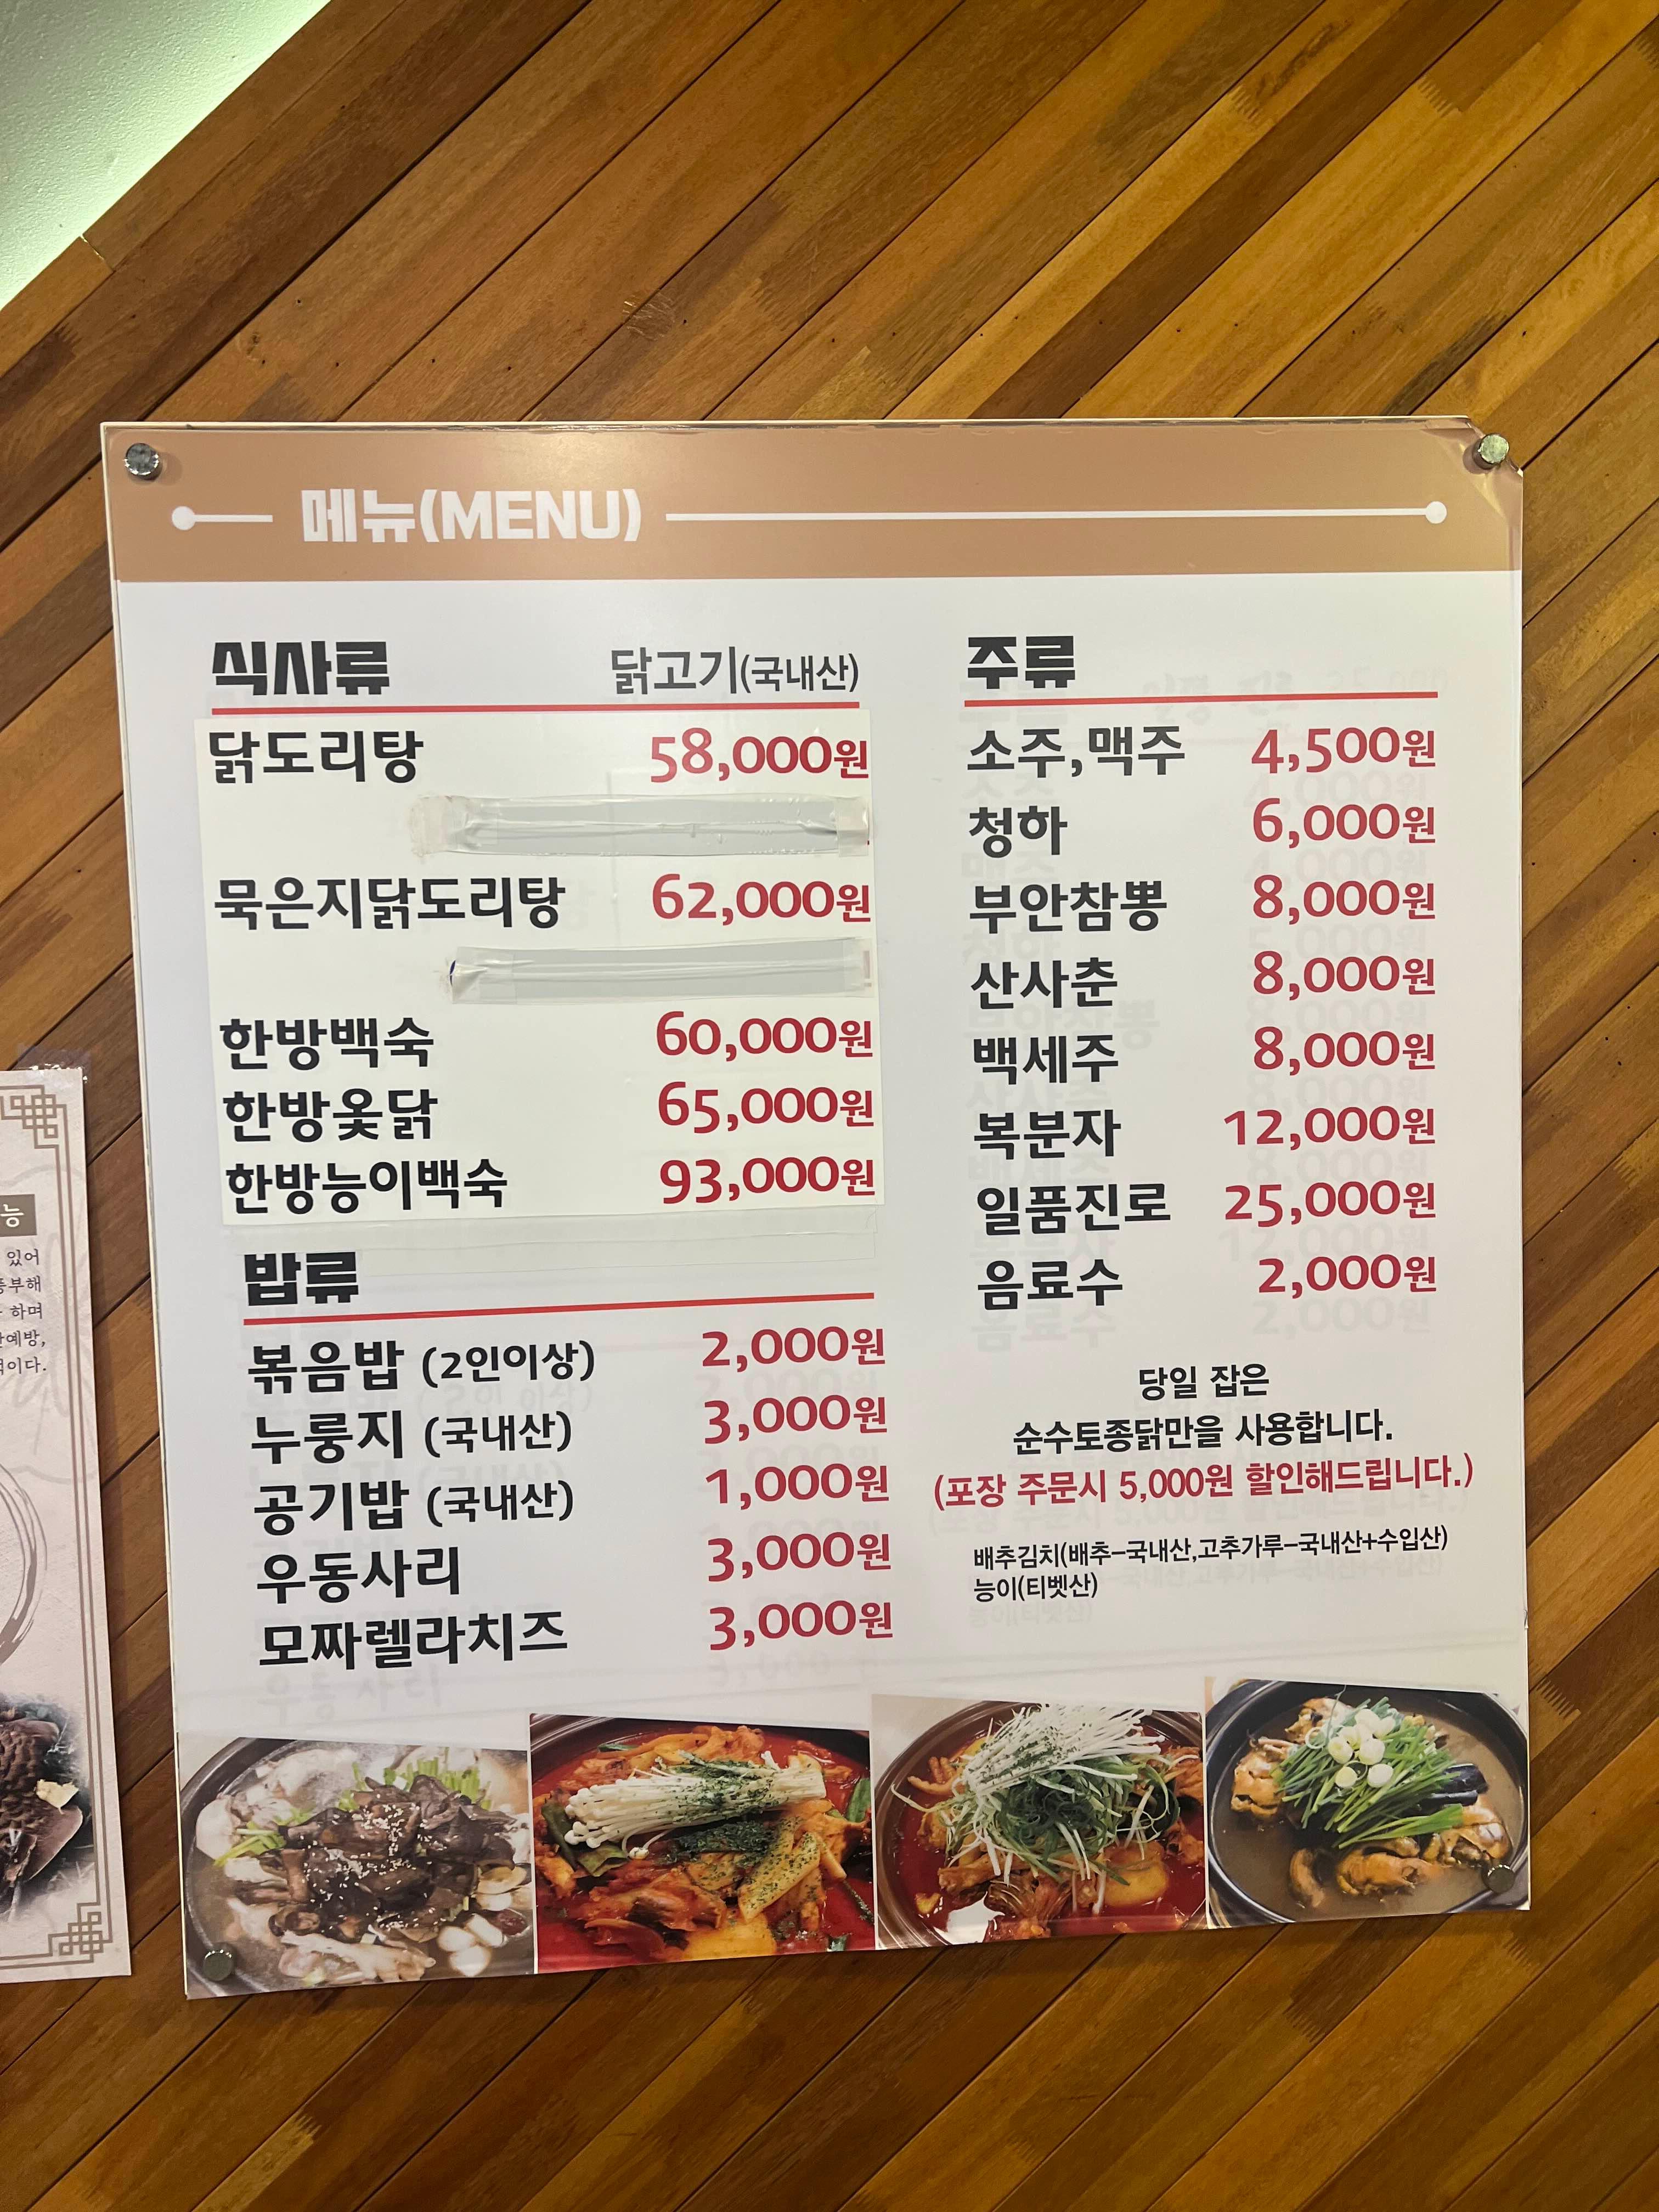 메뉴(MENU)
식사류 닭고기(국내산)
닭도리탕 58,000원
묵은지닭도리탕 62,000원
한방백숙 60,000원
한방옻닭 65,000원
한방능이백숙 93,000원
밥류
볶음밥 (2인이상) 2,000원
누룽지 (국내산) 3,000원
공기밥 (국내산) 1,000원
우동사리 3,000원
모짜렐라치즈 3,000원
주류
소주,맥주 4,500원
청하 6,000원
부안참뽕 8,000원
산사춘 8,000원
백세주 8,000원
복분자 12,000원
일품진로 25,000원
음료수 2,000원
당일 잡은
순수토종닭만을 사용합니다.
(포장 주문시 5,000원 할인해드립니다.)
배추김치(배추-국내산,고추가루-국내산+수입산)
능이(티벳산)
능
있어
하며
이다.